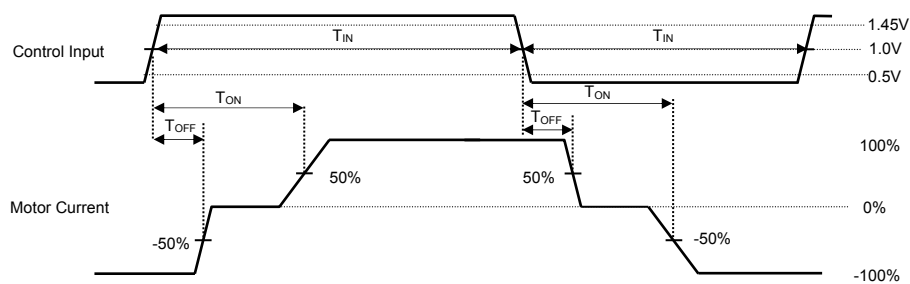 1.45V
Control Input
TIN
TIN
1.0V
0.5V
TON
TON
TOFF
TOFF
100%
50%
50%
Motor Current
0%
-50%
-50%
-100%